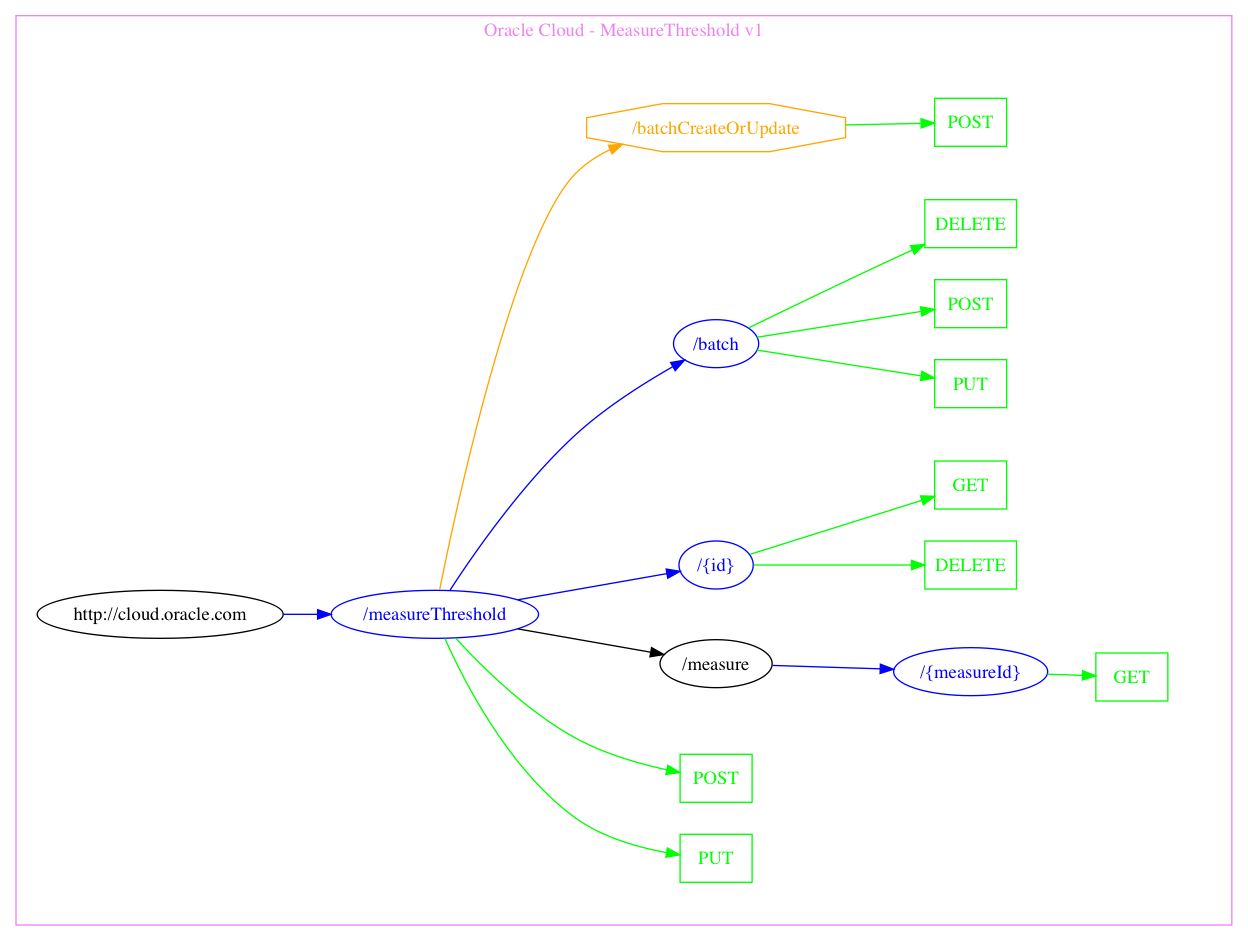 Oracle Cloud - MeasureThreshold v1
/batchCreateOrUpdate
POST
DELETE
/batch
POST
PUT
GET
/{id}
DELETE
http://cloud.oracle.com
/measureThreshold
/measure
/{measureId}
GET
POST
PUT